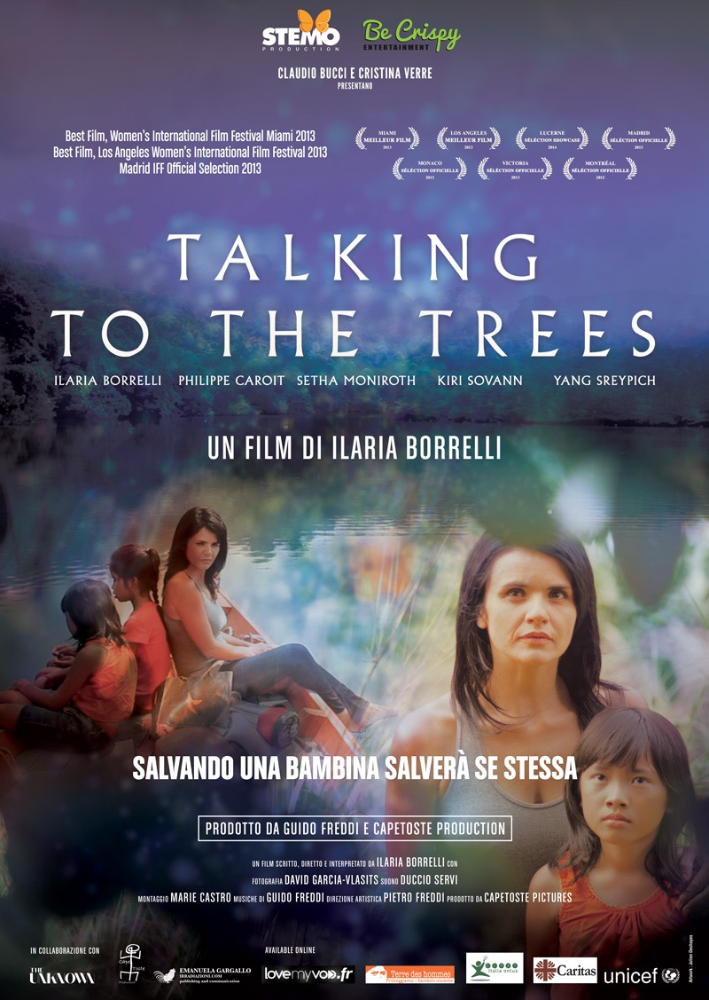 STEMO
PRODUCTION
Be Crispy
ENTERTAINMENT
CLAUDIO BUCCI E CRISTINA VERRE
PRESENTANO
Best Film, Women's International Film Festival Miami 2013
Best Film, Los Angeles Women's International Film Festival 2013
Madrid IFF Official Selection 2013
MIAMI
MEILLEUR FILM
2013
LOS ANGELES
MEILLEUR FILM
2013
LUCERNE
SÉLECTION SHOWCASE
2014
MADRID
SÉLECTION OFFICIELLE
2013
MONACO
SÉLECTION OFFICIELLE
2013
VICTORIA
SÉLECTION OFFICIELLE
2013
MONTRÉAL
SÉLECTION OFFICIELLE
2012
TALKING
TO THE TREES
ILARIA BORRELLI PHILIPPE CAROIT SETHA MONIROTH KIRI SOVANN YANG SREYPICH
UN FILM DI ILARIA BORRELLI
SALVANDO UNA BAMBINA SALVERÀ SE STESSA
PRODOTTO DA GUIDO FREDDI E CAPETOSTE PRODUCTION
UN FILM SCRITTO, DIRETTO E INTERPRETATO DA ILARIA BORRELLI CON
FOTOGRAFIA DAVID GARCIA-VLASITS SUONO DUCCIO SERVI
MONTAGGIO MARIE CASTRO MUSICHE DI GUIDO FREDDI DIREZIONE ARTISTICA PIETRO FREDDI PRODOTTO DA CAPETOSTE PICTURES
IN COLLABORAZIONE CON
AVAILABLE ONLINE
THE
UNKNOWN
EMANUELA GARGALLO
IRRADIAZIONI.COM
publishing and communication
lovemyvod.fr
Terre des hommes
Proteggiamo i bambini insieme
Italia onlus
Caritas
unicef
Artwork : Julien Deshayes